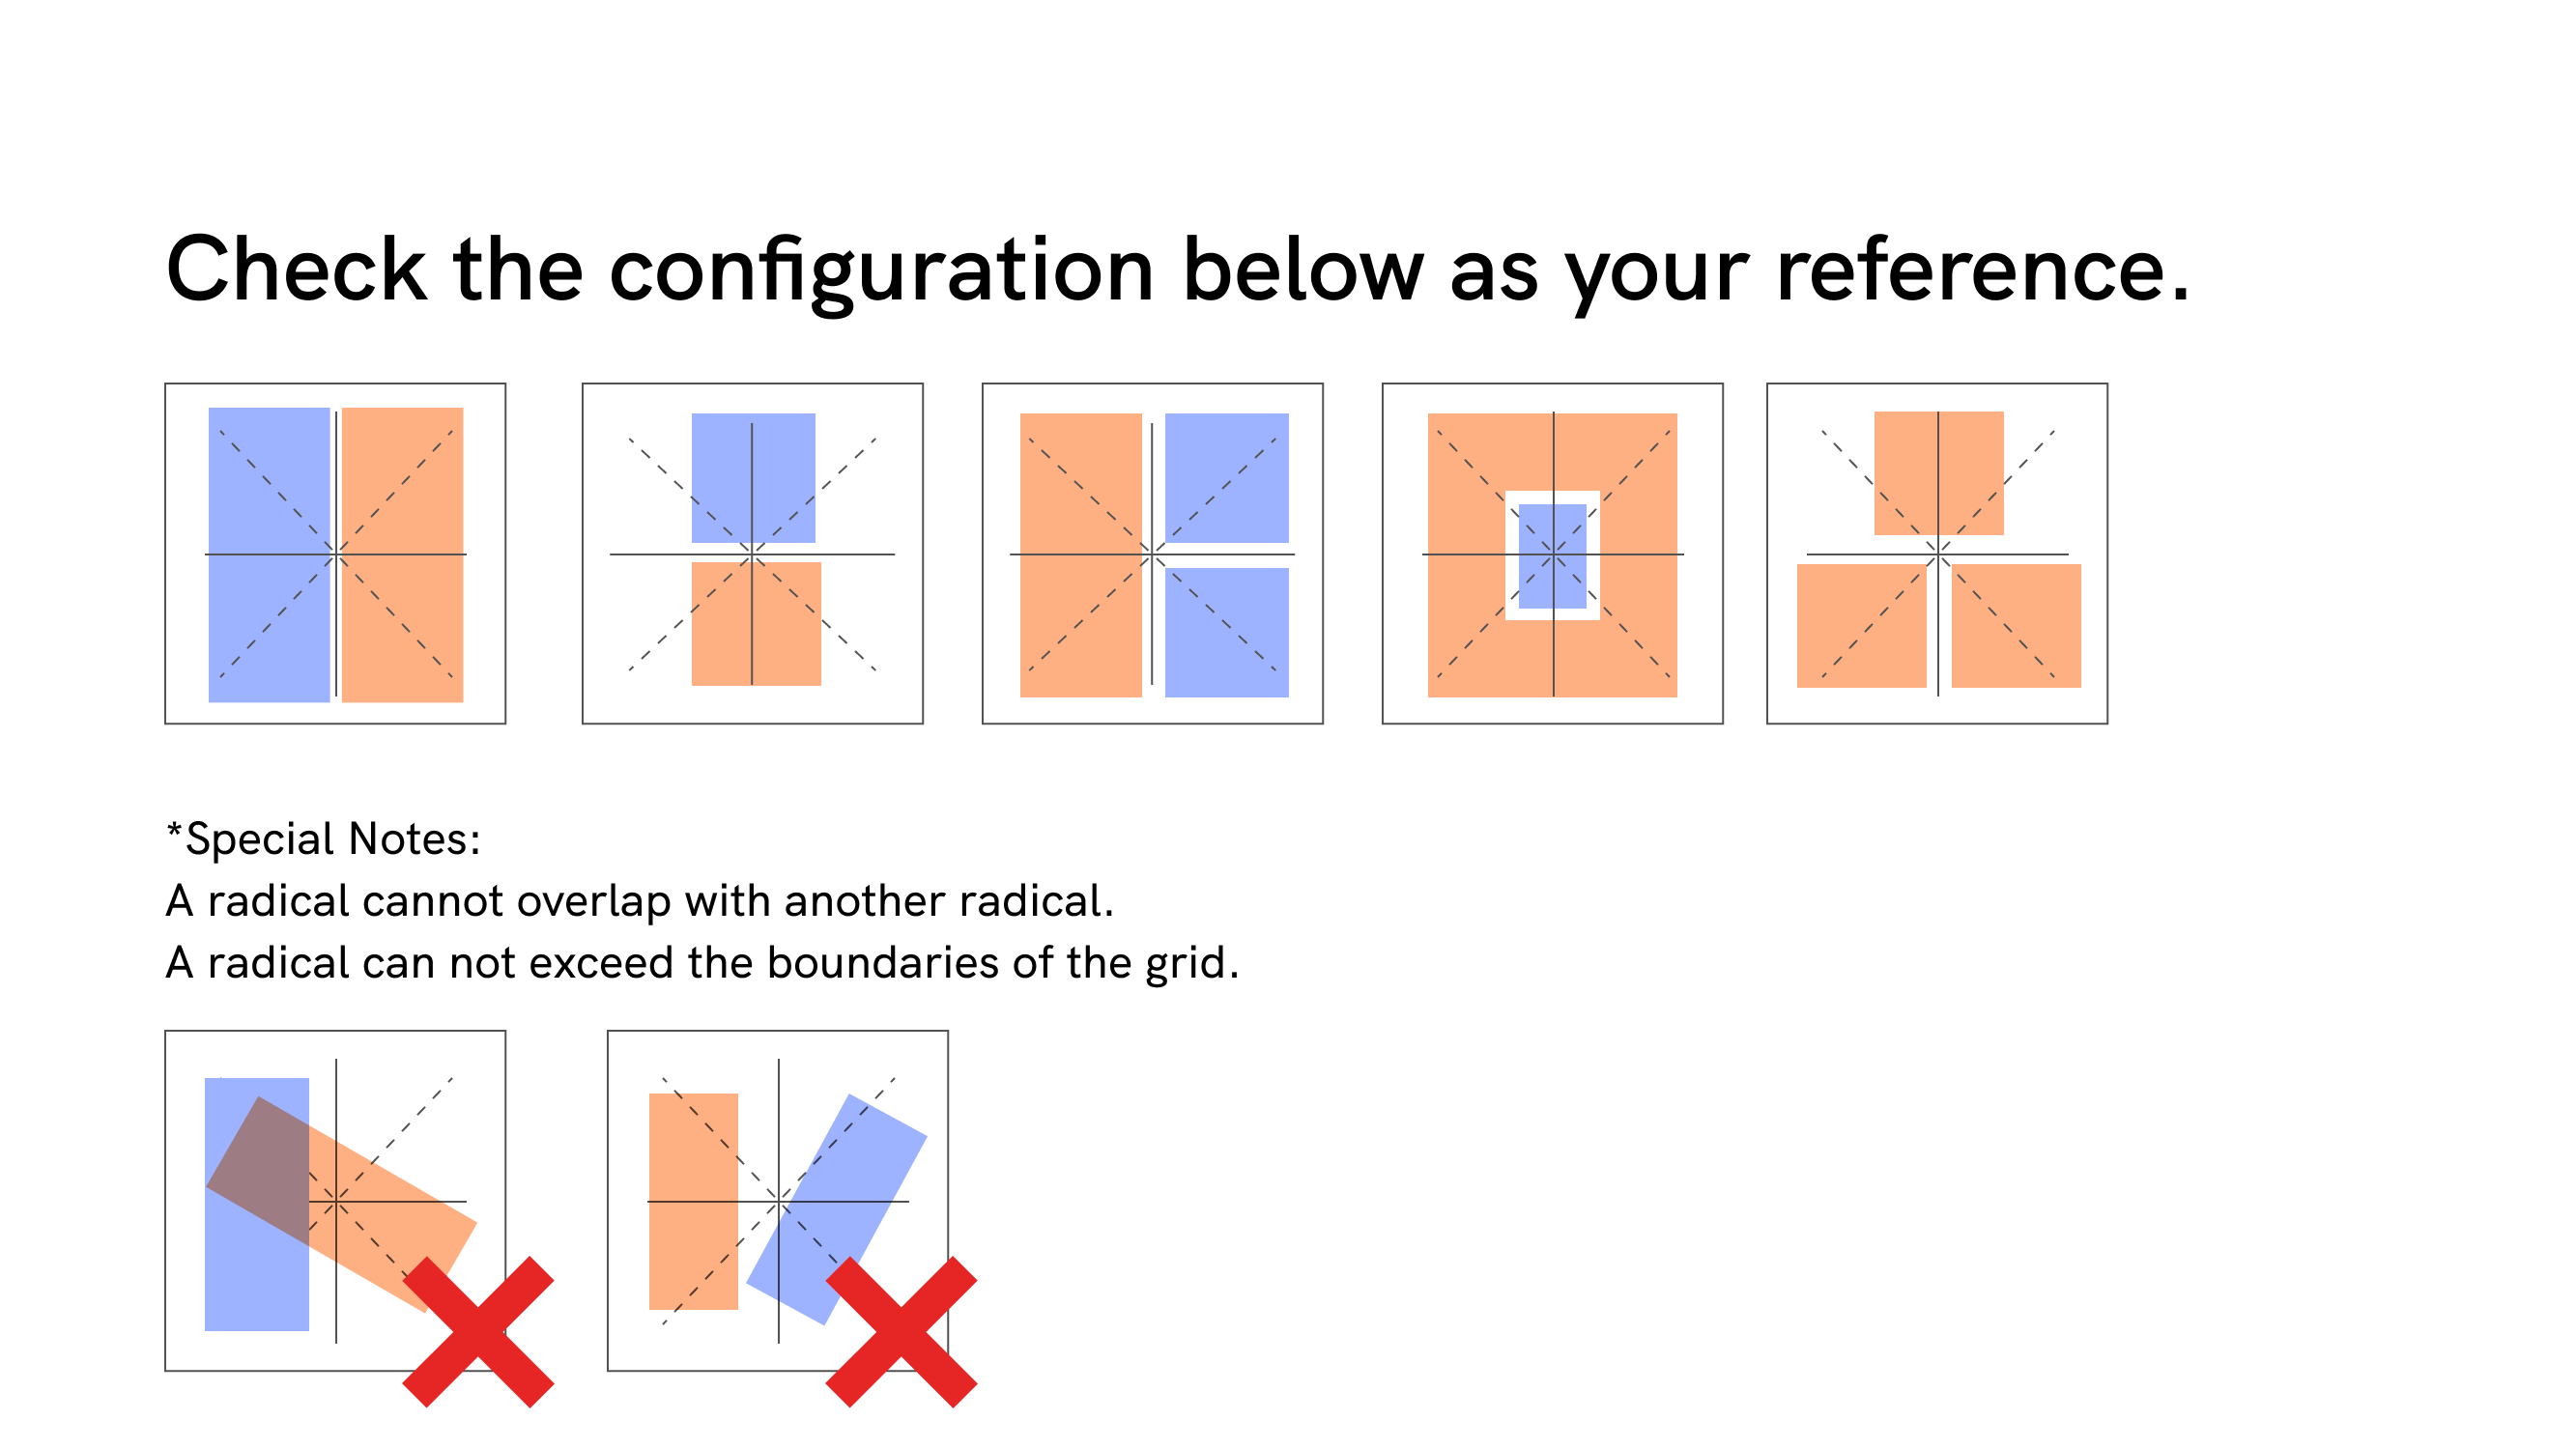 Check the configuration below as your reference.
*Special Notes:
A radical cannot overlap with another radical.
A radical can not exceed the boundaries of the grid.